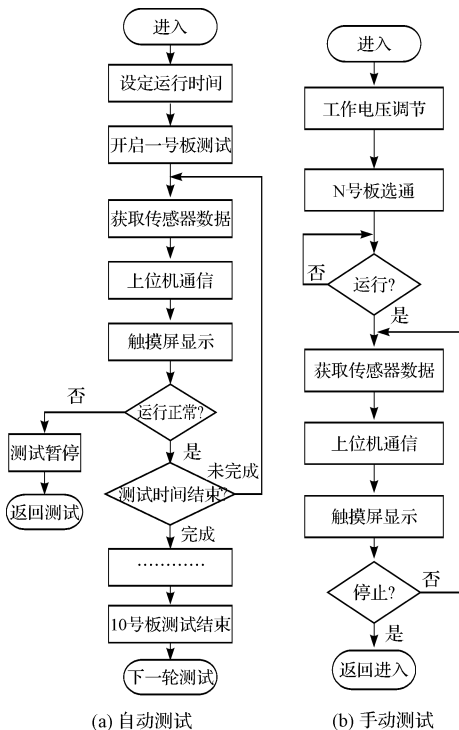 进入
设定运行时间
开启一号板测试
获取传感器数据
上位机通信
触摸屏显示
运行正常?
否
是
测试暂停
返回测试
测试时间结束?
未完成
完成
…………
10号板测试结束
下一轮测试
(a) 自动测试
进入
工作电压调节
N号板选通
运行?
否
是
获取传感器数据
上位机通信
触摸屏显示
停止?
否
是
返回进入
(b) 手动测试